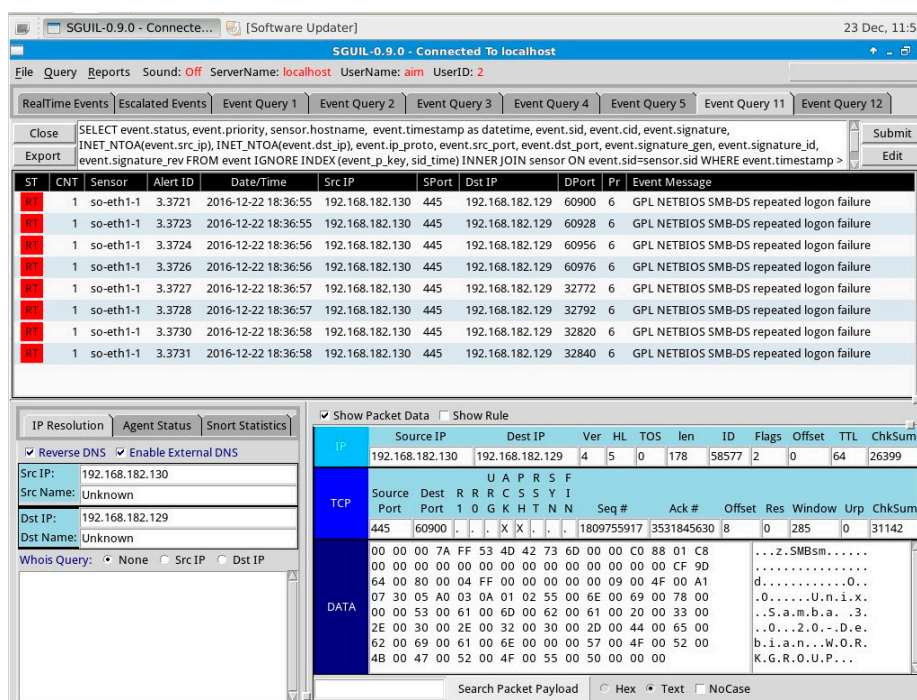 SGUIL-0.9.0 - Connecte... [Software Updater] 23 Dec, 11:5
SGUIL-0.9.0 - Connected To localhost
File Query Reports Sound: Off ServerName: localhost UserName: aim UserID: 2
RealTime Events Escalated Events Event Query 1 Event Query 2 Event Query 3 Event Query 4 Event Query 5 Event Query 11 Event Query 12
Close
Export
SELECT event.status, event.priority, sensor.hostname, event.timestamp as datetime, event.sid, event.cid, event.signature,
INET_NTOA(event.src_ip), INET_NTOA(event.dst_ip), event.ip_proto, event.src_port, event.dst_port, event.signature_gen, event.signature_id,
event.signature_rev FROM event IGNORE INDEX (event_p_key, sid_time) INNER JOIN sensor ON event.sid=sensor.sid WHERE event.timestamp >
Submit
Edit
ST CNT Sensor Alert ID Date/Time Src IP SPort Dst IP DPort Pr Event Message
RT 1 so-eth1-1 3.3721 2016-12-22 18:36:55 192.168.182.130 445 192.168.182.129 60900 6 GPL NETBIOS SMB-DS repeated logon failure
RT 1 so-eth1-1 3.3723 2016-12-22 18:36:55 192.168.182.130 445 192.168.182.129 60928 6 GPL NETBIOS SMB-DS repeated logon failure
RT 1 so-eth1-1 3.3724 2016-12-22 18:36:56 192.168.182.130 445 192.168.182.129 60956 6 GPL NETBIOS SMB-DS repeated logon failure
RT 1 so-eth1-1 3.3726 2016-12-22 18:36:56 192.168.182.130 445 192.168.182.129 60976 6 GPL NETBIOS SMB-DS repeated logon failure
RT 1 so-eth1-1 3.3727 2016-12-22 18:36:57 192.168.182.130 445 192.168.182.129 32772 6 GPL NETBIOS SMB-DS repeated logon failure
RT 1 so-eth1-1 3.3728 2016-12-22 18:36:57 192.168.182.130 445 192.168.182.129 32792 6 GPL NETBIOS SMB-DS repeated logon failure
RT 1 so-eth1-1 3.3730 2016-12-22 18:36:58 192.168.182.130 445 192.168.182.129 32820 6 GPL NETBIOS SMB-DS repeated logon failure
RT 1 so-eth1-1 3.3731 2016-12-22 18:36:58 192.168.182.130 445 192.168.182.129 32840 6 GPL NETBIOS SMB-DS repeated logon failure
IP Resolution Agent Status Snort Statistics
Reverse DNS Enable External DNS
Src IP: 192.168.182.130
Src Name: Unknown
Dst IP: 192.168.182.129
Dst Name: Unknown
Whois Query: None Src IP Dst IP
Show Packet Data Show Rule
IP
Source IP Dest IP Ver HL TOS len ID Flags Offset TTL ChkSum
192.168.182.130 192.168.182.129 4 5 0 178 58577 2 0 64 26399
TCP
U A P R S F
Source Dest R R R C S S Y I
Port Port 1 0 G K H T N N Seq # Ack # Offset Res Window Urp ChkSum
445 60900 . . . X X . . . 1809755917 3531845630 8 0 285 0 31142
DATA
00 00 00 7A FF 53 4D 42 73 6D 00 00 C0 88 01 C8 ...z.SMBsm......
00 00 00 00 00 00 00 00 00 00 00 00 00 00 CF 9D ................
64 00 80 00 04 FF 00 00 00 00 00 09 00 4F 00 A1 d............O..
07 30 05 A0 03 0A 01 02 55 00 6E 00 69 00 78 00 .0......U.n.i.x.
00 00 53 00 61 00 6D 00 62 00 61 00 20 00 33 00 ..S.a.m.b.a. .3.
2E 00 30 00 2E 00 32 00 30 00 2D 00 44 00 65 00 ..0...2.0.-.D.e.
62 00 69 00 61 00 6E 00 00 00 57 00 4F 00 52 00 b.i.a.n...W.O.R.
4B 00 47 00 52 00 4F 00 55 00 50 00 00 00 K.G.R.O.U.P...
Search Packet Payload Hex Text NoCase